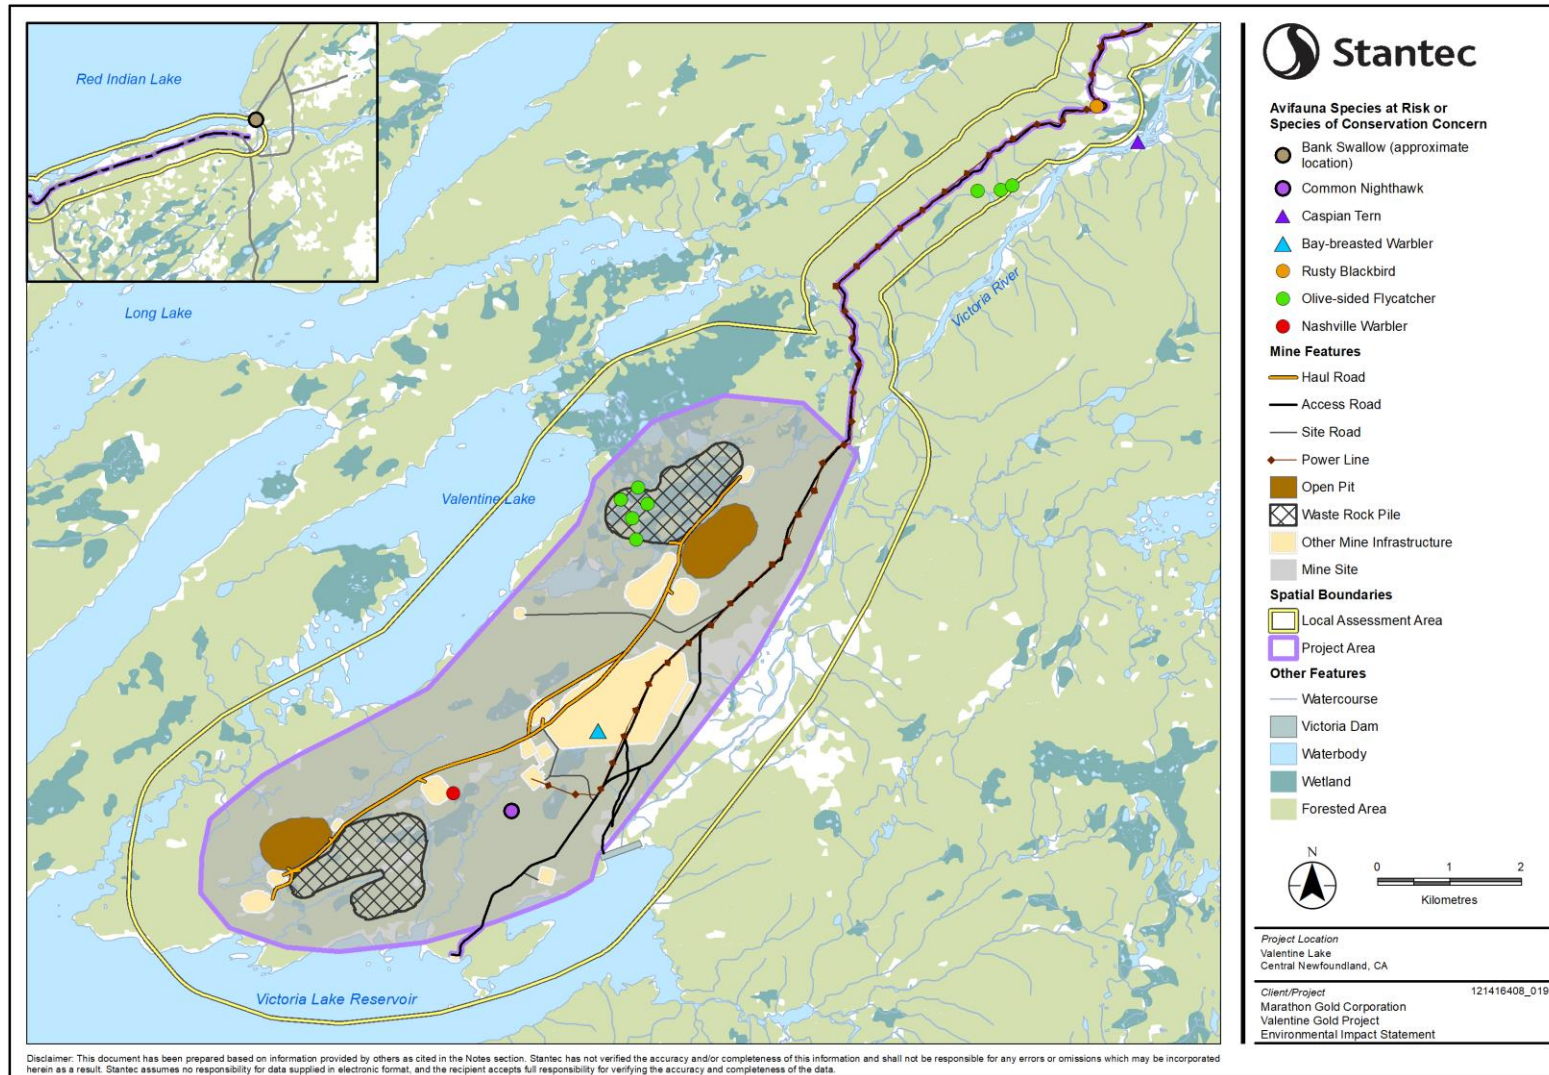 Red Indian Lake
Long Lake
Victoria River
Valentine Lake
Victoria Lake Reservoir
Stantec
Avifauna Species at Risk or
Species of Conservation Concern
Bank Swallow (approximate
location)
Common Nighthawk
Caspian Tern
Bay-breasted Warbler
Rusty Blackbird
Olive-sided Flycatcher
Nashville Warbler
Mine Features
Haul Road
Access Road
Site Road
Power Line
Open Pit
Waste Rock Pile
Other Mine Infrastructure
Mine Site
Spatial Boundaries
Local Assessment Area
Project Area
Other Features
Watercourse
Victoria Dam
Waterbody
Wetland
Forested Area
N
0 1 2
Kilometres
Project Location
Valentine Lake
Central Newfoundland, CA
Client/Project 121416408_019
Marathon Gold Corporation
Valentine Gold Project
Environmental Impact Statement
Disclaimer: This document has been prepared based on information provided by others as cited in the Notes section. Stantec has not verified the accuracy and/or completeness of this information and shall not be responsible for any errors or omissions which may be incorporated
herein as a result. Stantec assumes no responsibility for data supplied in electronic format, and the recipient accepts full responsibility for verifying the accuracy and completeness of the data.